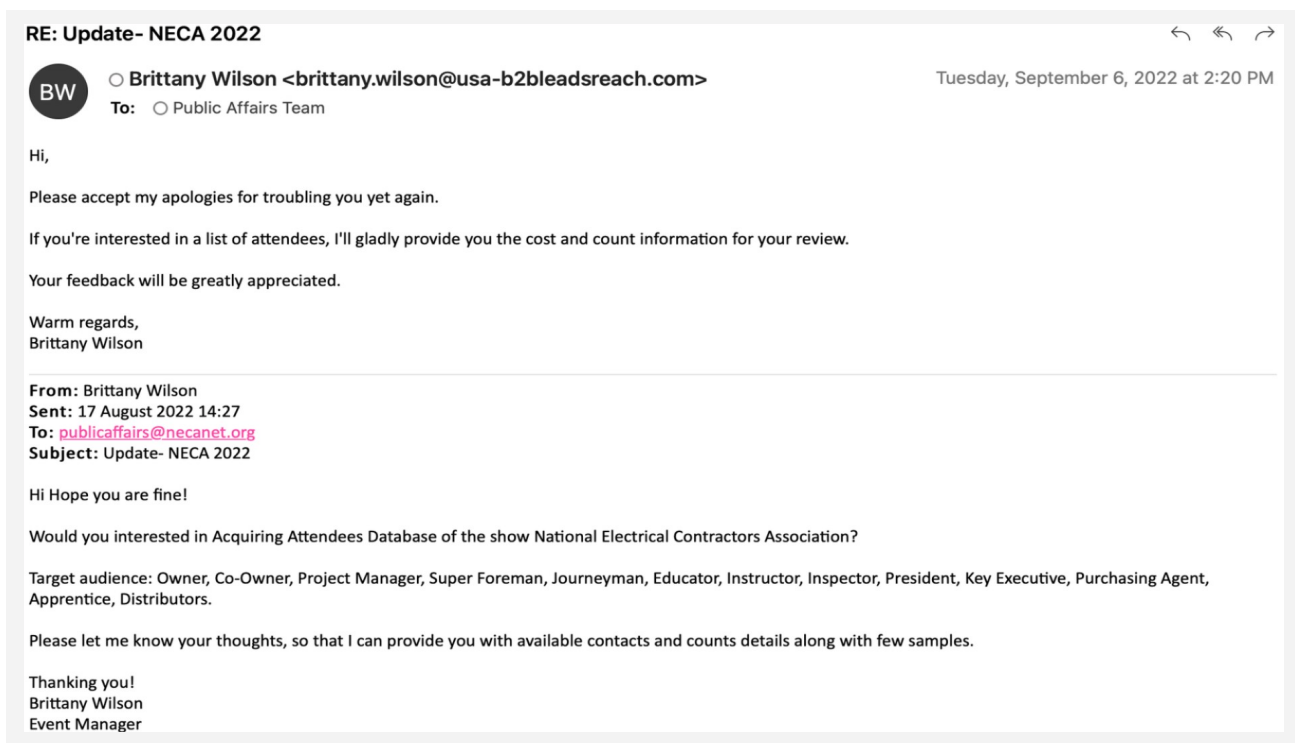 RE: Update- NECA 2022
BW
Brittany Wilson <brittany.wilson@usa-b2bleadsreach.com>
Tuesday, September 6, 2022 at 2:20 PM
To: Public Affairs Team
Hi,
Please accept my apologies for troubling you yet again.
If you're interested in a list of attendees, I'll gladly provide you the cost and count information for your review.
Your feedback will be greatly appreciated.
Warm regards,
Brittany Wilson
From: Brittany Wilson
Sent: 17 August 2022 14:27
To: publicaffairs@necanet.org
Subject: Update- NECA 2022
Hi Hope you are fine!
Would you interested in Acquiring Attendees Database of the show National Electrical Contractors Association?
Target audience: Owner, Co-Owner, Project Manager, Super Foreman, Journeyman, Educator, Instructor, Inspector, President, Key Executive, Purchasing Agent,
Apprentice, Distributors.
Please let me know your thoughts, so that I can provide you with available contacts and counts details along with few samples.
Thanking you!
Brittany Wilson
Event Manager